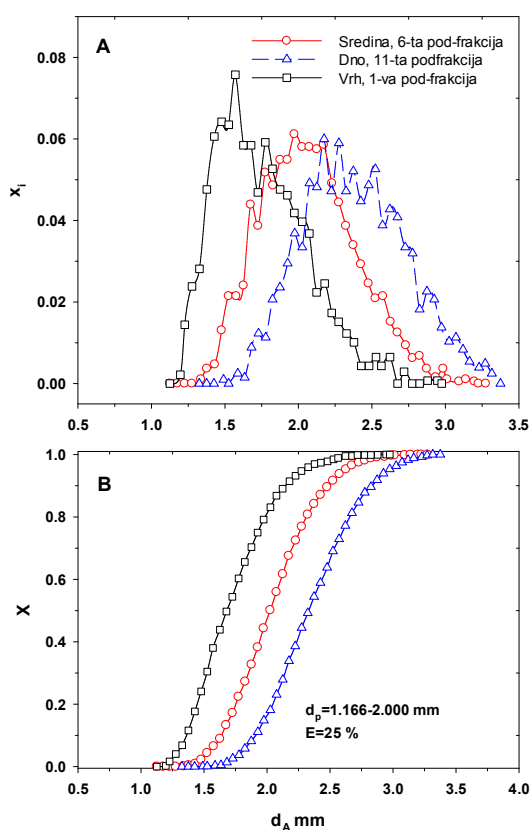 A
Sredina, 6-ta pod-frakcija
Dno, 11-ta podfrakcija
Vrh, 1-va pod-frakcija
0.08
0.06
0.04
0.02
0.00
x_i
0.5 1.0 1.5 2.0 2.5 3.0 3.5
B
1.0
0.8
0.6
0.4
0.2
0.0
X
d_p=1.166-2.000 mm
E=25 %
0.5 1.0 1.5 2.0 2.5 3.0 3.5 4.0
d_A mm